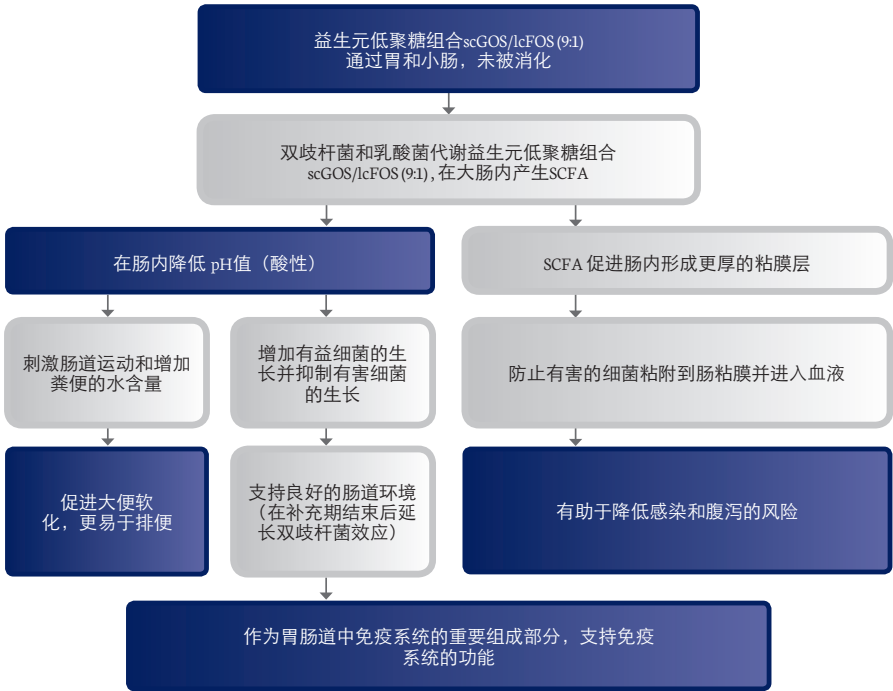 益生元低聚糖组合scGOS/lcFOS (9:1)
通过胃和小肠，未被消化
双歧杆菌和乳酸菌代谢益生元低聚糖组合
scGOS/lcFOS (9:1), 在大肠内产生SCFA
在肠内降低 pH值（酸性）
SCFA 促进肠内形成更厚的粘膜层
刺激肠道运动和增加
粪便的水含量
增加有益细菌的生
长并抑制有害细菌
的生长
防止有害的细菌粘附到肠粘膜并进入血液
促进大便软
化，更易于排便
支持良好的肠道环境
（在补充期结束后延
长双歧杆菌效应）
有助于降低感染和腹泻的风险
作为胃肠道中免疫系统的重要组成部分，支持免疫
系统的功能